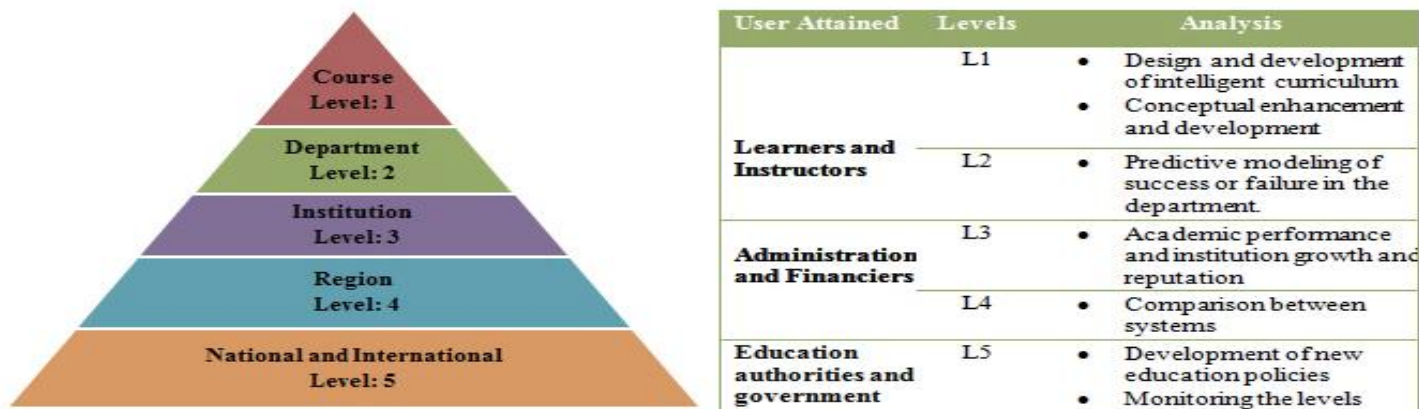 Course
Level: 1
Department
Level: 2
Institution
Level: 3
Region
Level: 4
National and International
Level: 5
User Attained Levels Analysis
Learners and
Instructors
L1
• Design and development
of intelligent curriculum
• Conceptual enhancement
and development
L2
• Predictive modeling of
success or failure in the
department.
Administration
and Financiers
L3
• Academic performance
and institution growth and
reputation
L4
• Comparison between
systems
Education
authorities and
government
L5
• Development of new
education policies
• Monitoring the levels